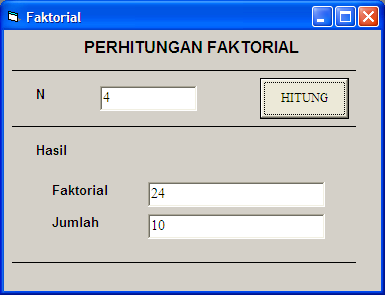 Faktorial
PERHITUNGAN FAKTORIAL
N 4 HITUNG
Hasil
Faktorial 24
Jumlah 10